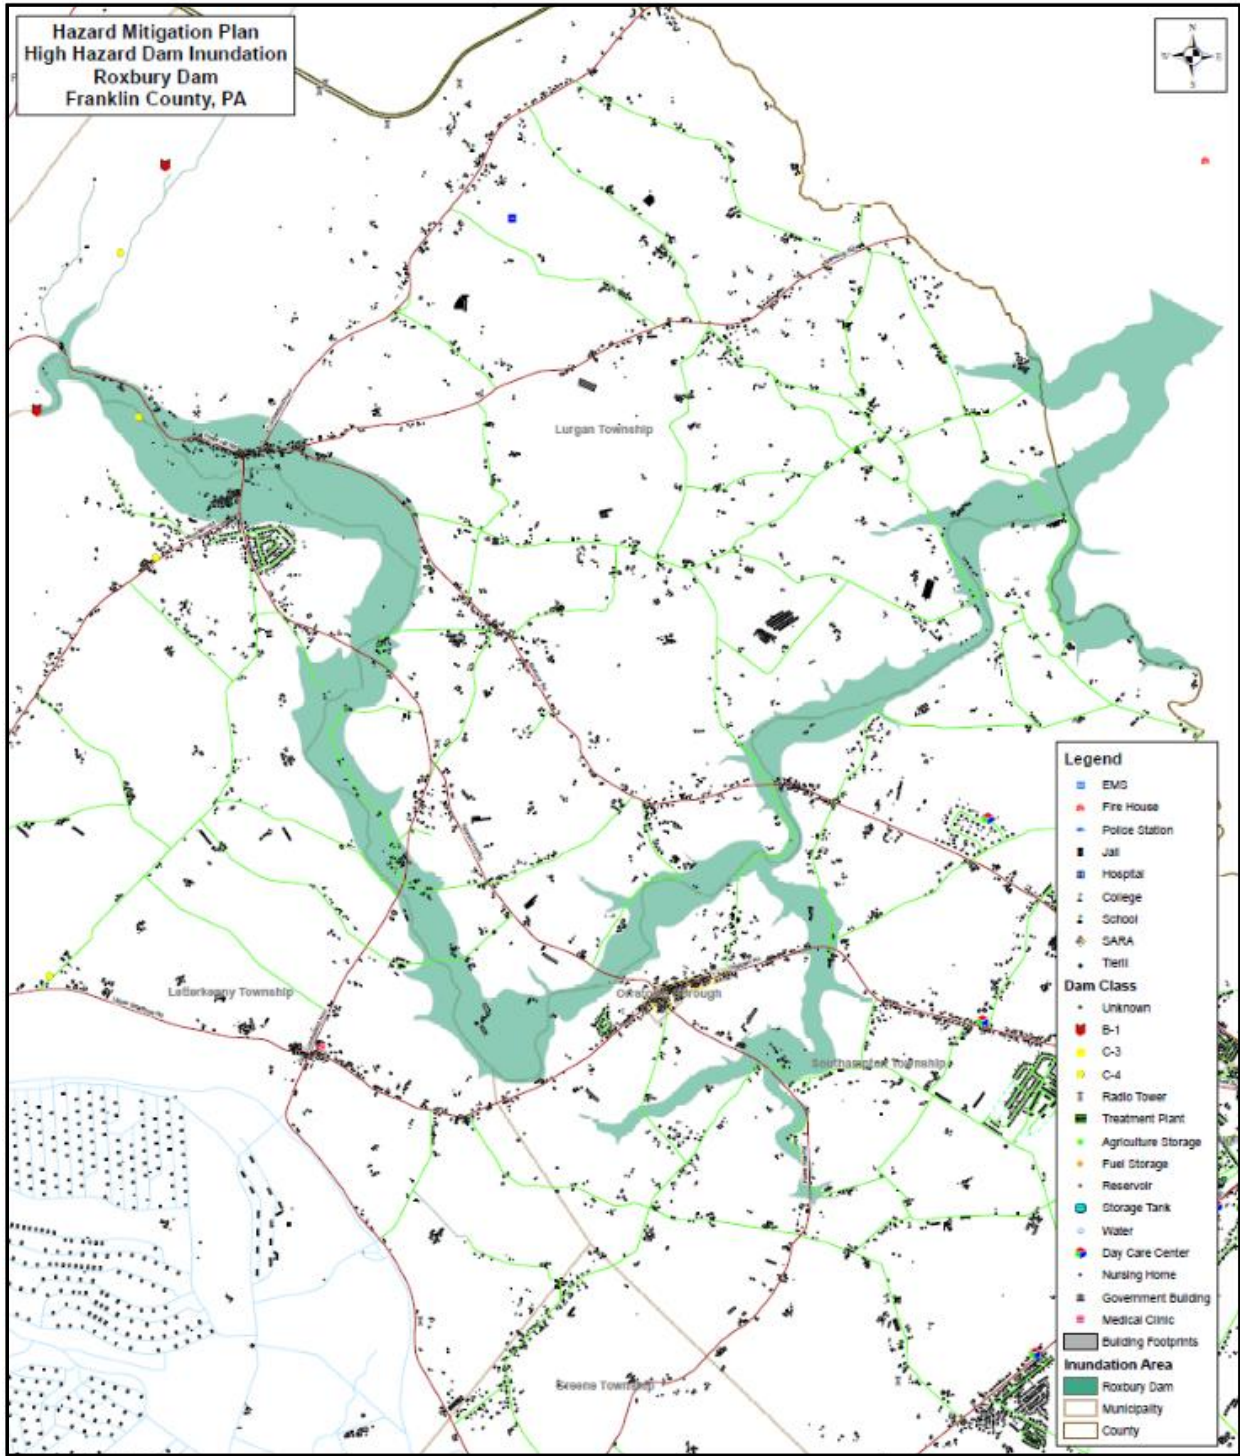 Hazard Mitigation Plan
High Hazard Dam Inundation
Roxbury Dam
Franklin County, PA
N
W
E
S
Lurgan Township
Letterkenny Township
Southampton Township
Greene Township
Legend
EMS
Fire House
Police Station
Jail
Hospital
College
School
SARA
TierII
Dam Class
Unknown
B-1
C-3
C-4
Radio Tower
Treatment Plant
Agriculture Storage
Fuel Storage
Reservoir
Storage Tank
Water
Day Care Center
Nursing Home
Government Building
Medical Clinic
Building Footprints
Inundation Area
Roxbury Dam
Municipality
County